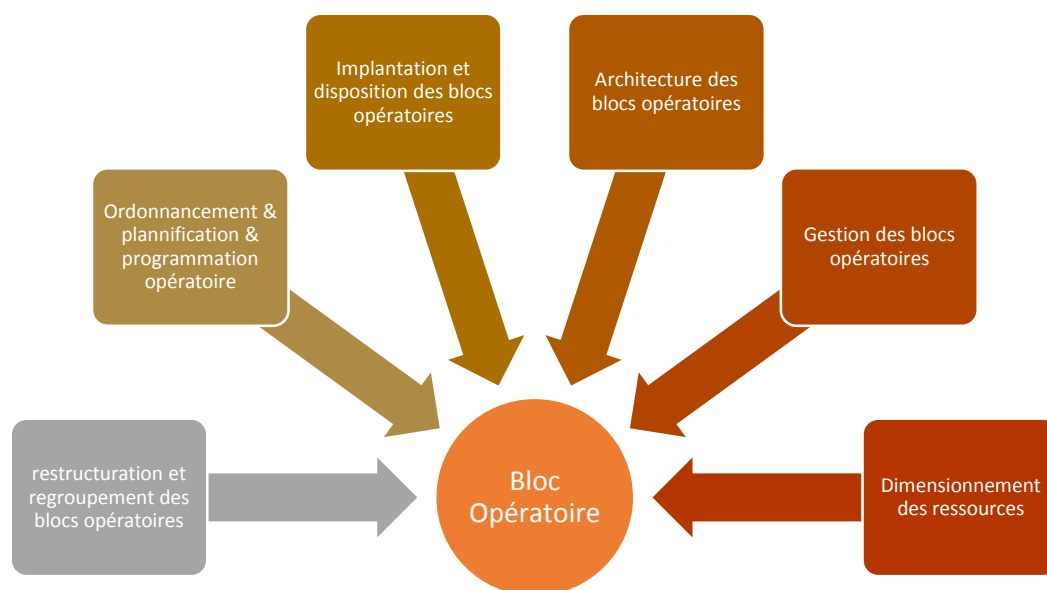 Implantation et
disposition des blocs
opératoires
Architecture des
blocs opératoires
Ordonnancement &
plannification &
programmation
opératoire
Gestion des blocs
opératoires
restructuration et
regroupement des
blocs opératoires
Bloc
Opératoire
Dimensionnement
des ressources